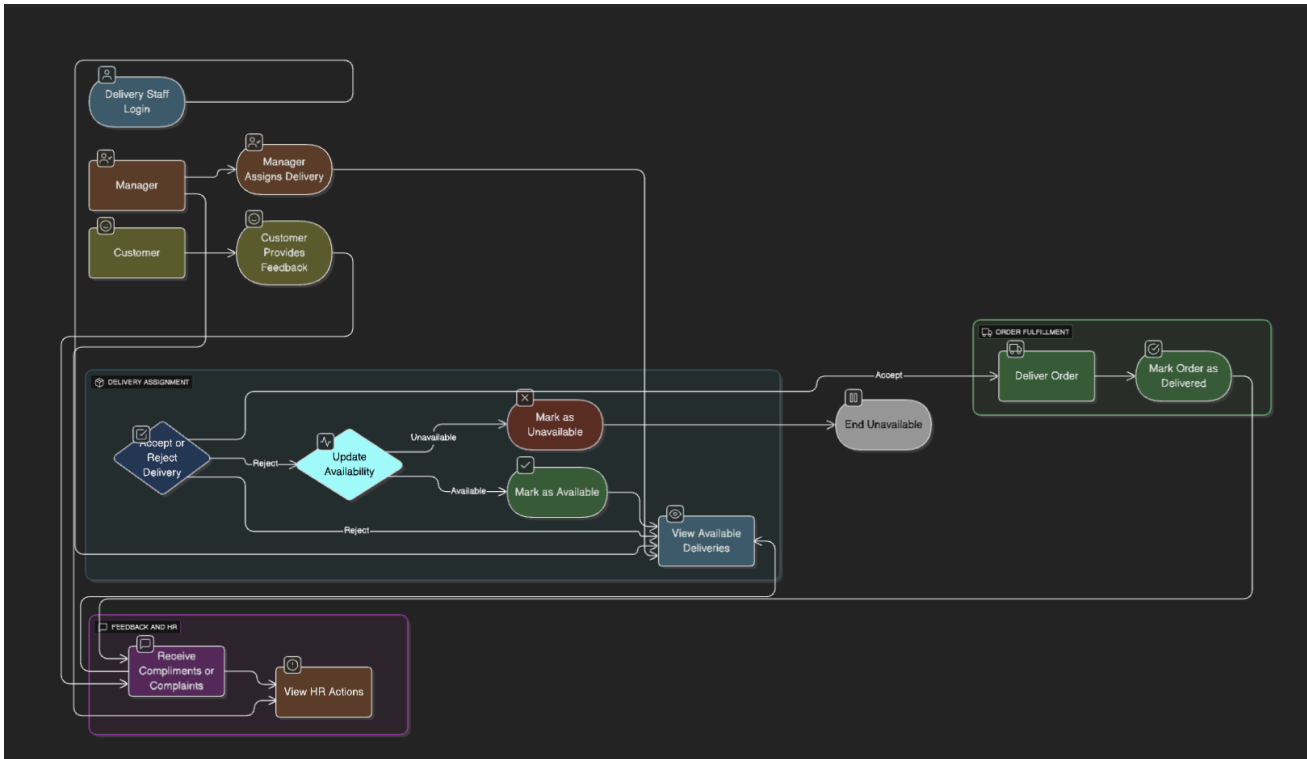 Delivery Staff
Login
Manager
Manager
Assigns Delivery
Customer
Customer
Provides
Feedback
ORDER FULFILLMENT
Deliver Order
Mark Order as
Delivered
Accept
DELIVERY ASSIGNMENT
Accept or
Reject
Delivery
Reject
Update
Availability
Unavailable
Mark as
Unavailable
End Unavailable
Available
Mark as Available
Reject
View Available
Deliveries
FEEDBACK AND HR
Receive
Compliments or
Complaints
View HR Actions